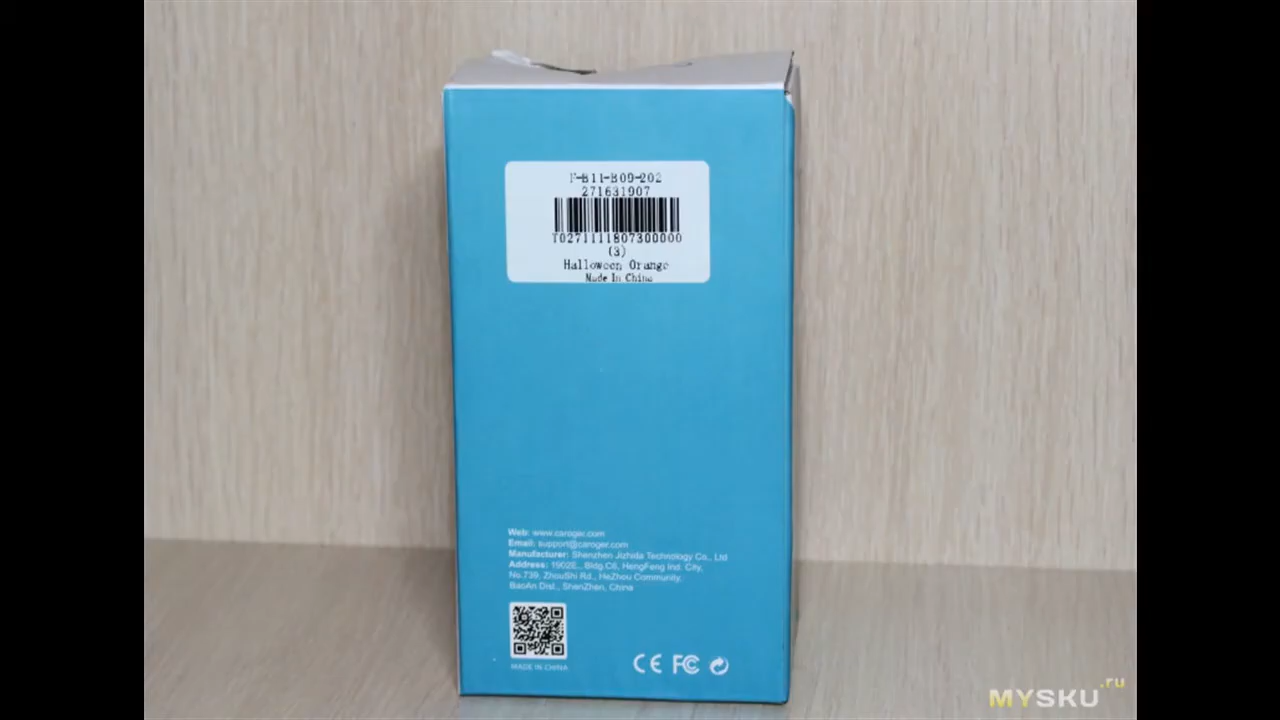 F-B11-B09-202
271631907
T0271111807300000
(3)
Halloween Orange
Made In China
Web: www.caroger.com
Email: support@caroger.com
Manufacturer: Shenzhen Jizhida Technology Co., Ltd
Address: 1902E., Bldg.C6, HengFeng Ind. City,
No.739, ZhouShi Rd., HeZhou Community,
BaoAn Dist., ShenZhen, China
MADE IN CHINA
CE FC
MYSKU.ru